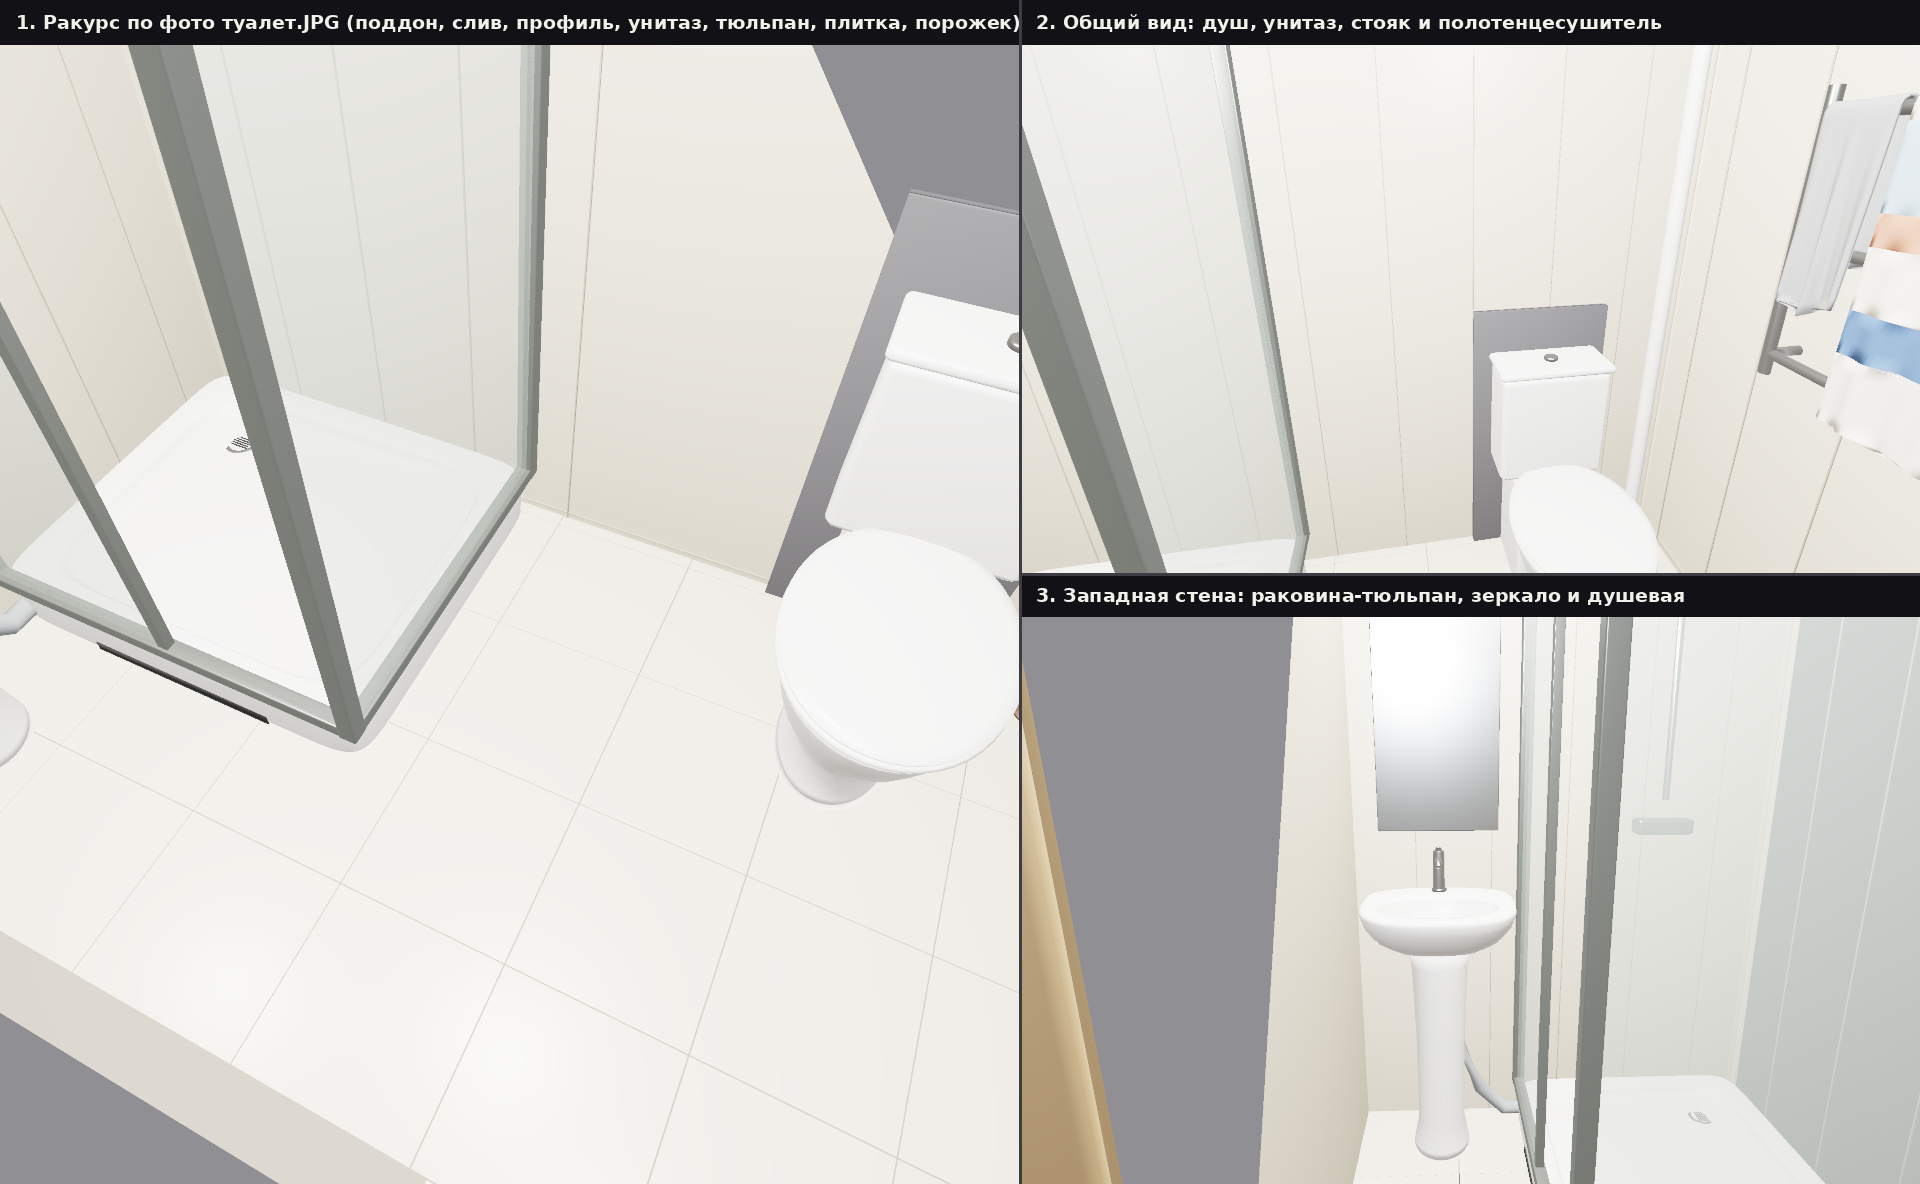 1. Ракурс по фото туалет.JPG (поддон, слив, профиль, унитаз, тюльпан, плитка, порожек)
2. Общий вид: душ, унитаз, стояк и полотенцесушитель
3. Западная стена: раковина-тюльпан, зеркало и душевая